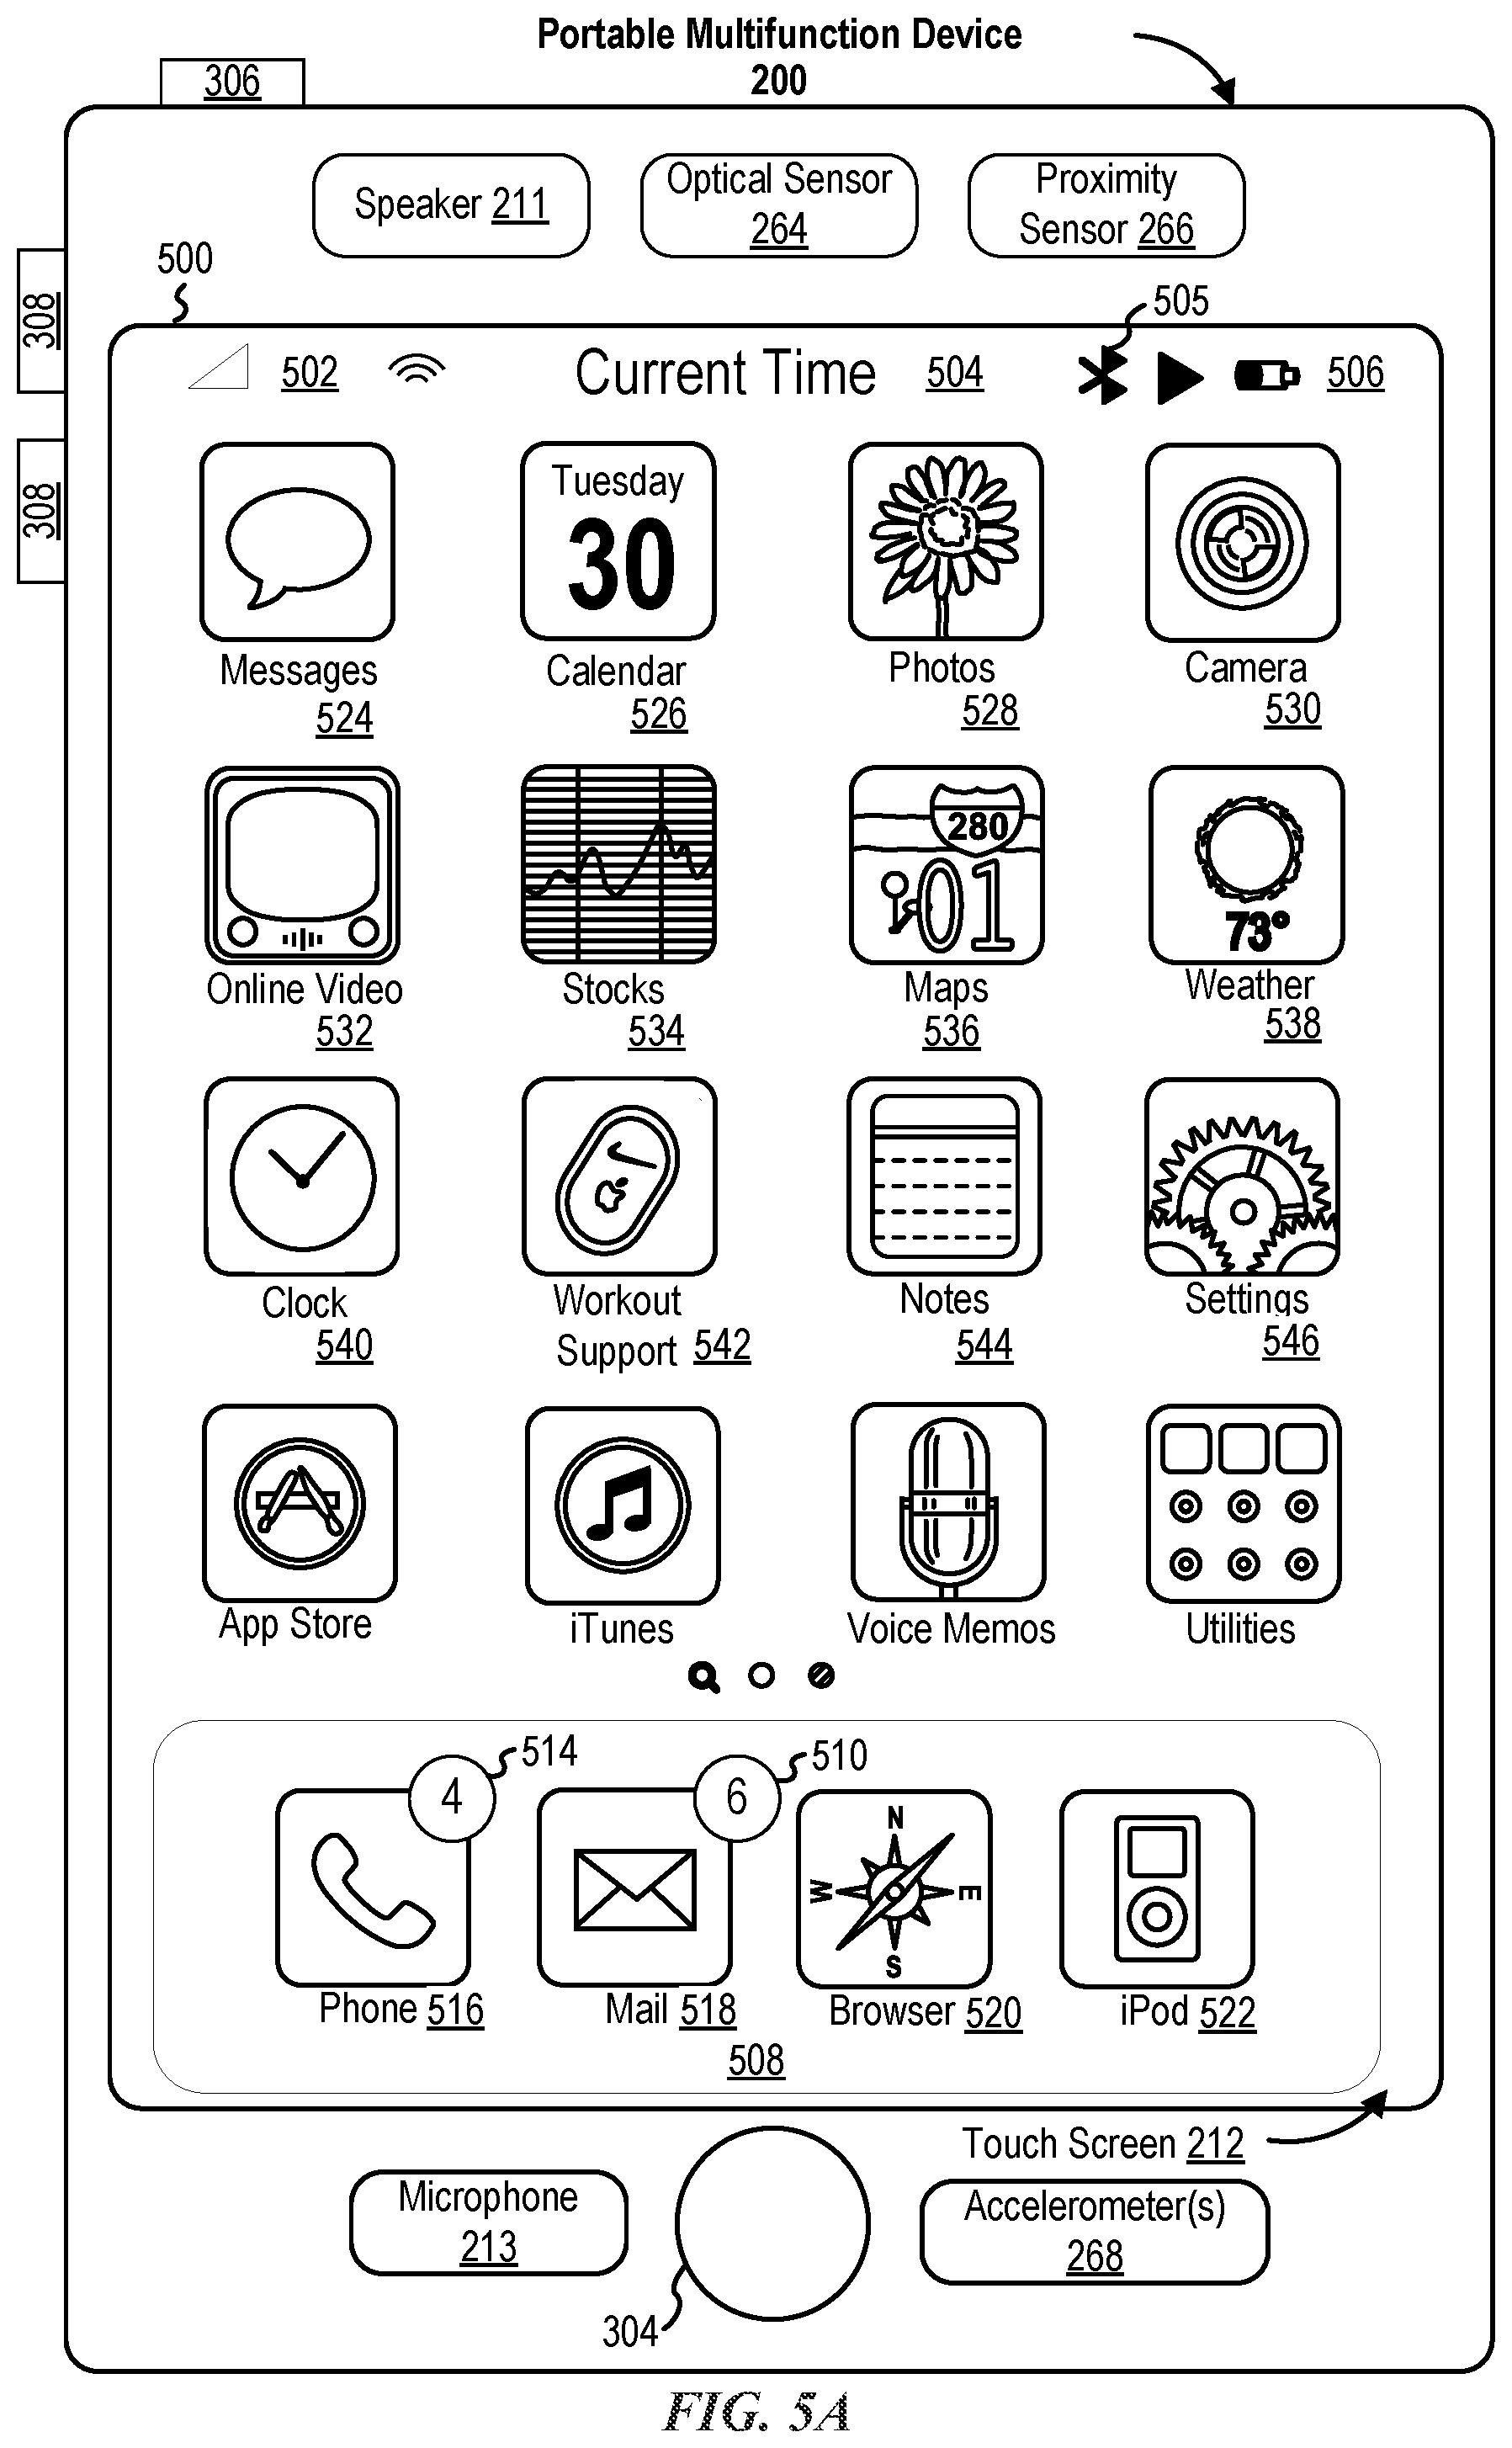 Portable Multifunction Device
200
306
Speaker 211
Optical Sensor
264
Proximity
Sensor 266
308
308
500
505
502
Current Time
504
506
Tuesday
30
Messages
524
Calendar
526
Photos
528
Camera
530
280
01
73°
Online Video
532
Stocks
534
Maps
536
Weather
538
Clock
540
Workout
Support 542
Notes
544
Settings
546
App Store
iTunes
Voice Memos
Utilities
4
514
6
510
N
W
E
S
Phone 516
Mail 518
Browser 520
iPod 522
508
Touch Screen 212
Microphone
213
304
Accelerometer(s)
268
FIG. 5A